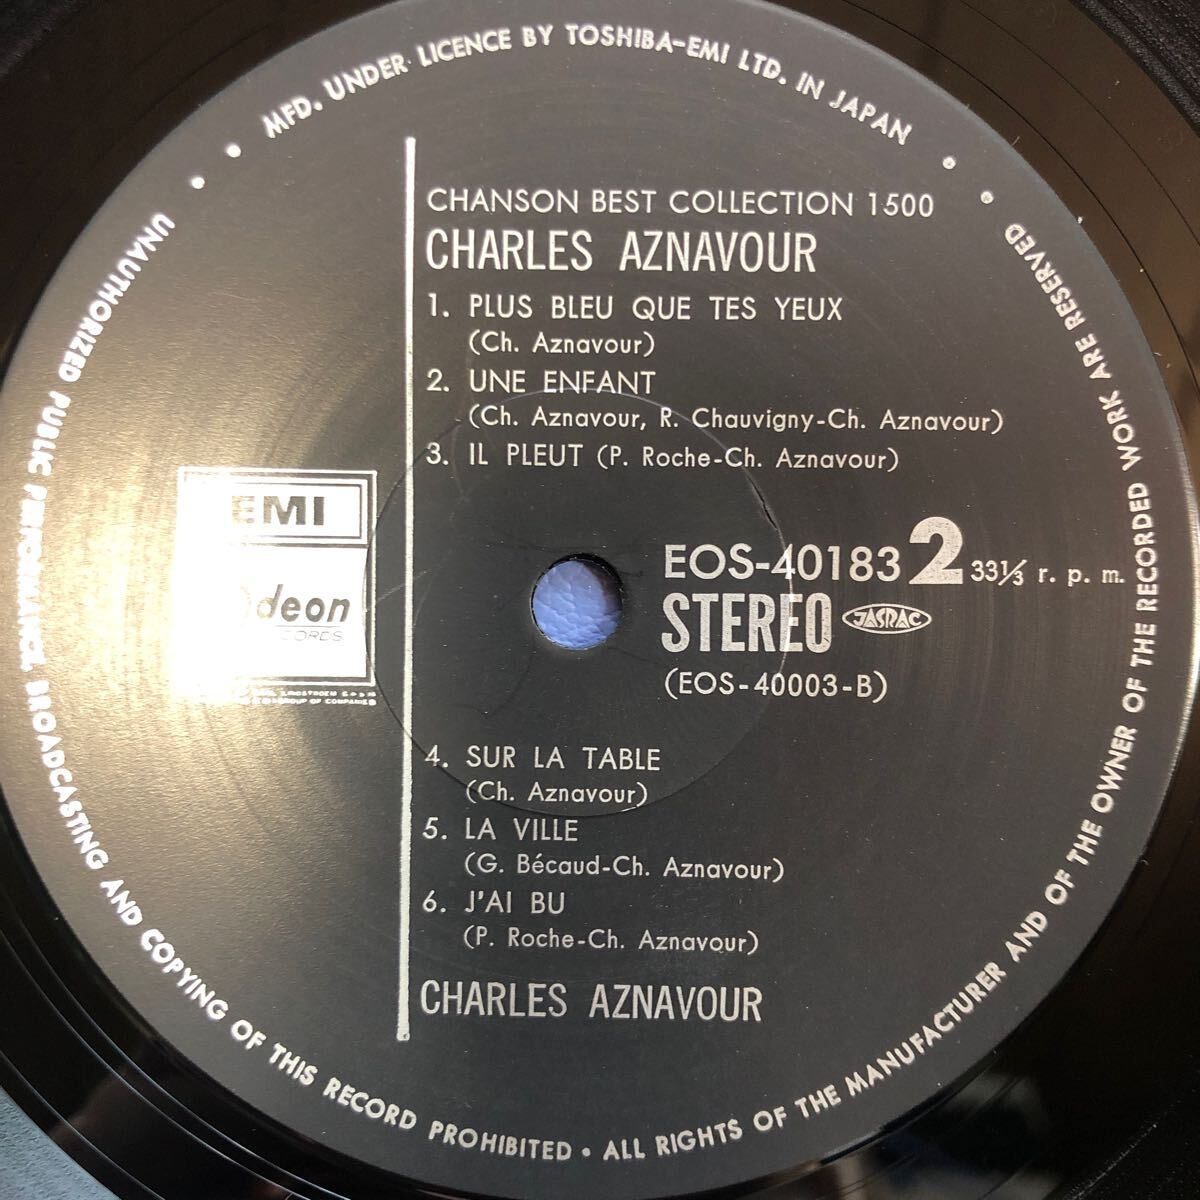 MFD. UNDER LICENCE BY TOSHIBA-EMI LTD. IN JAPAN
CHANSON BEST COLLECTION 1500
CHARLES AZNAVOUR
1. PLUS BLEU QUE TES YEUX
(Ch. Aznavour)
2. UNE ENFANT
(Ch. Aznavour, R. Chauvigny-Ch. Aznavour)
3. IL PLEUT (P. Roche-Ch. Aznavour)
EMI
Odeon
EOS-40183 2 33⅓ r. p. m.
STEREO JASRAC
(EOS-40003-B)
GROUP OF COMPANIES
4. SUR LA TABLE
(Ch. Aznavour)
5. LA VILLE
(G. Bécaud-Ch. Aznavour)
6. J'AI BU
(P. Roche-Ch. Aznavour)
CHARLES AZNAVOUR
UNAUTHORIZED PUBLIC PERFORMANCE BROADCASTING AND COPYING OF THIS RECORD PROHIBITED • ALL RIGHTS OF THE MANUFACTURER AND OF THE OWNER OF THE RECORDED WORK ARE RESERVED